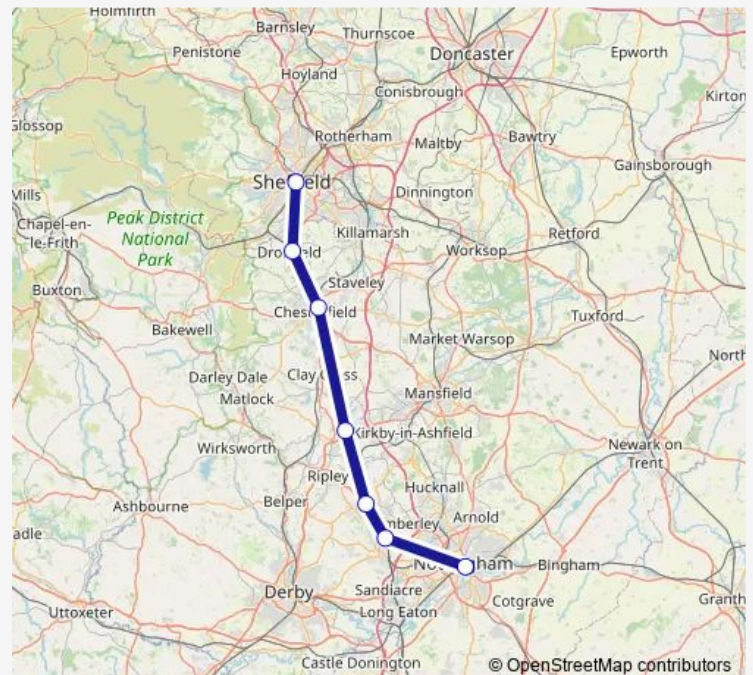 Holmfirth
Barnsley
Thurnscoe
Penistone
Doncaster
Epworth
Hoyland
Conisbrough
Kirton
Glossop
Rotherham
Maltby
Bawtry
Gainsborough
Dinnington
Mills
Peak District
National
Park
Chapel-en-
le-Frith
Killamarsh
Retford
Worksop
Staveley
Buxton
Tuxford
Bakewell
Market Warsop
North
Darley Dale
Matlock
Mansfield
Kirkby-in-Ashfield
Wirksworth
Newark on
Trent
Ripley
Hucknall
Belper
Ashbourne
Arnold
Bingham
Derby
Sandiacre
Cotgrave
Granth
Uttoxeter
Long Eaton
Castle Donington
© OpenStreetMap contributors